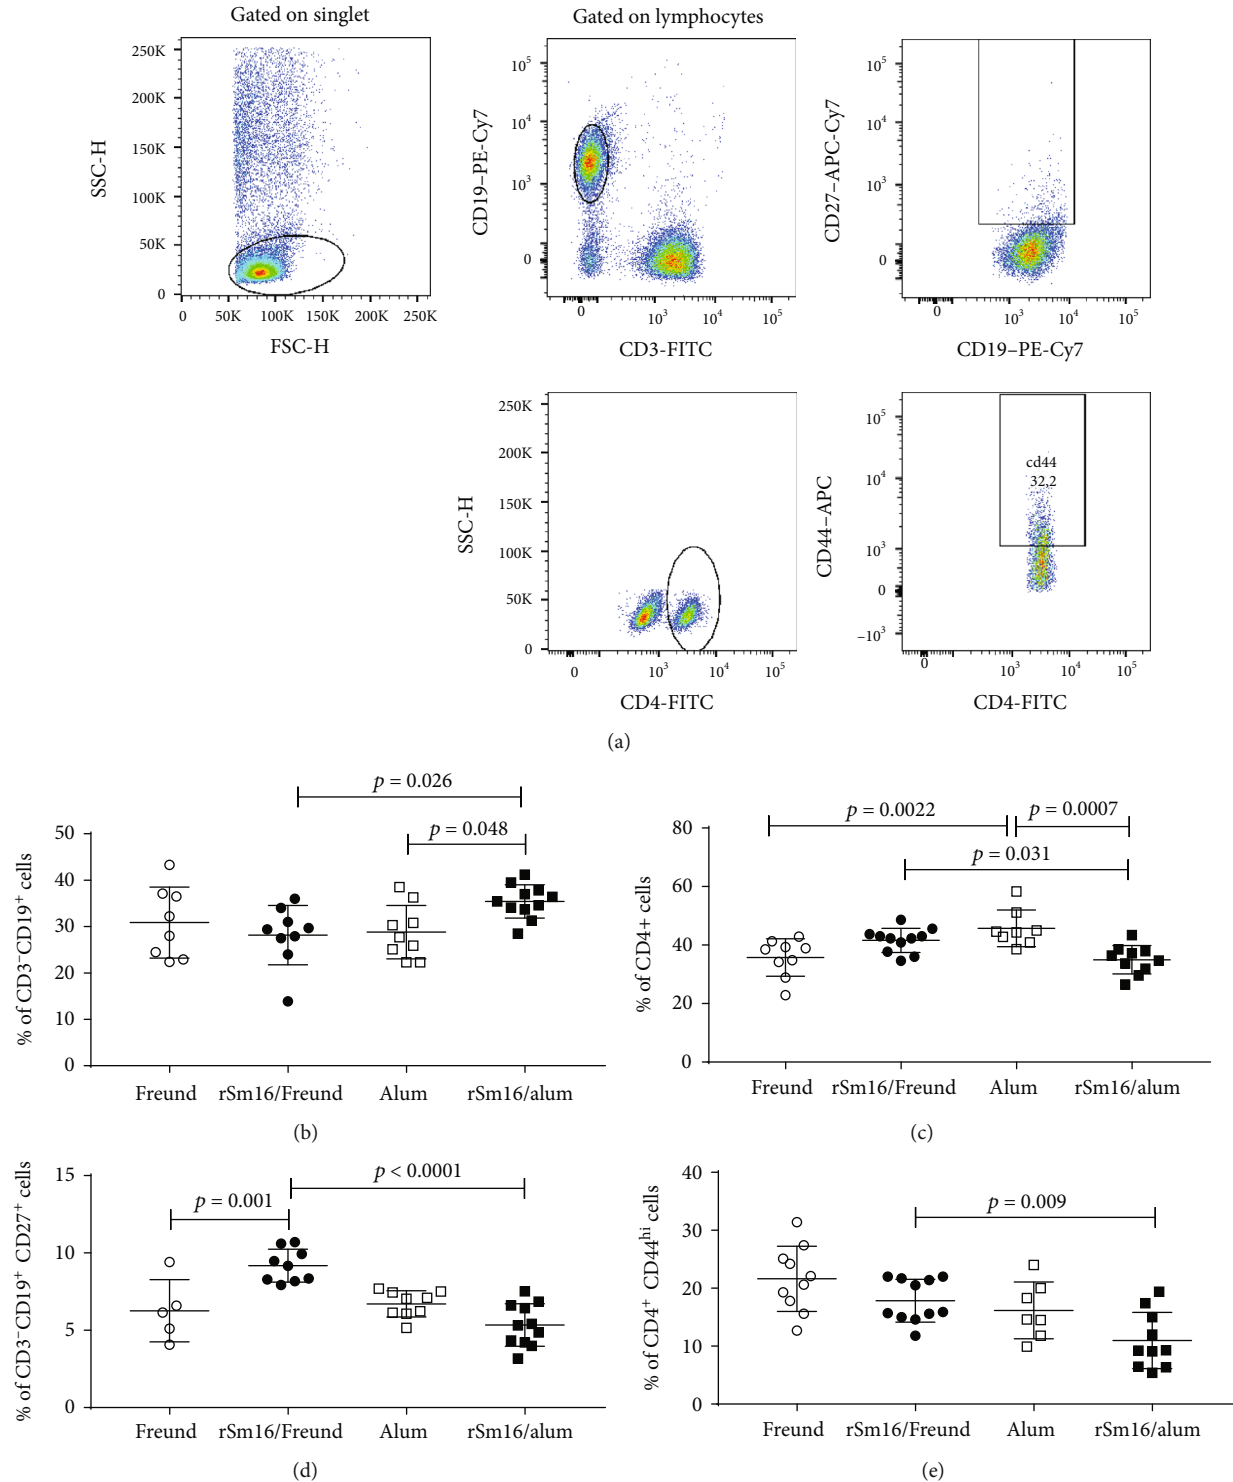 Gated on singlet
Gated on lymphocytes
250K
200K
150K
100K
50K
0
SSC-H
0 50K 100K 150K 200K 250K
FSC-H
10^5
10^4
10^3
0
CD19–PE-Cy7
0 10^3 10^4 10^5
CD3-FITC
10^5
10^4
10^3
0
CD27–APC-Cy7
0 10^3 10^4 10^5
CD19–PE-Cy7
250K
200K
150K
100K
50K
0
SSC-H
0 10^3 10^4 10^5
CD4-FITC
10^5
10^4
10^3
0
–10^3
CD44–APC
cd44
32,2
0 10^3 10^4 10^5
CD4-FITC
(a)
p = 0.026
p = 0.048
50
40
30
20
10
0
% of CD3⁻CD19⁺ cells
Freund rSm16/Freund Alum rSm16/alum
(b)
p = 0.0022
p = 0.0007
p = 0.031
80
60
40
20
0
% of CD4+ cells
Freund rSm16/Freund Alum rSm16/alum
(c)
p < 0.0001
p = 0.001
15
10
5
0
% of CD3⁻CD19⁺ CD27⁺ cells
Freund rSm16/Freund Alum rSm16/alum
(d)
p = 0.009
40
30
20
10
0
% of CD4⁺ CD44ʰⁱ cells
Freund rSm16/Freund Alum rSm16/alum
(e)